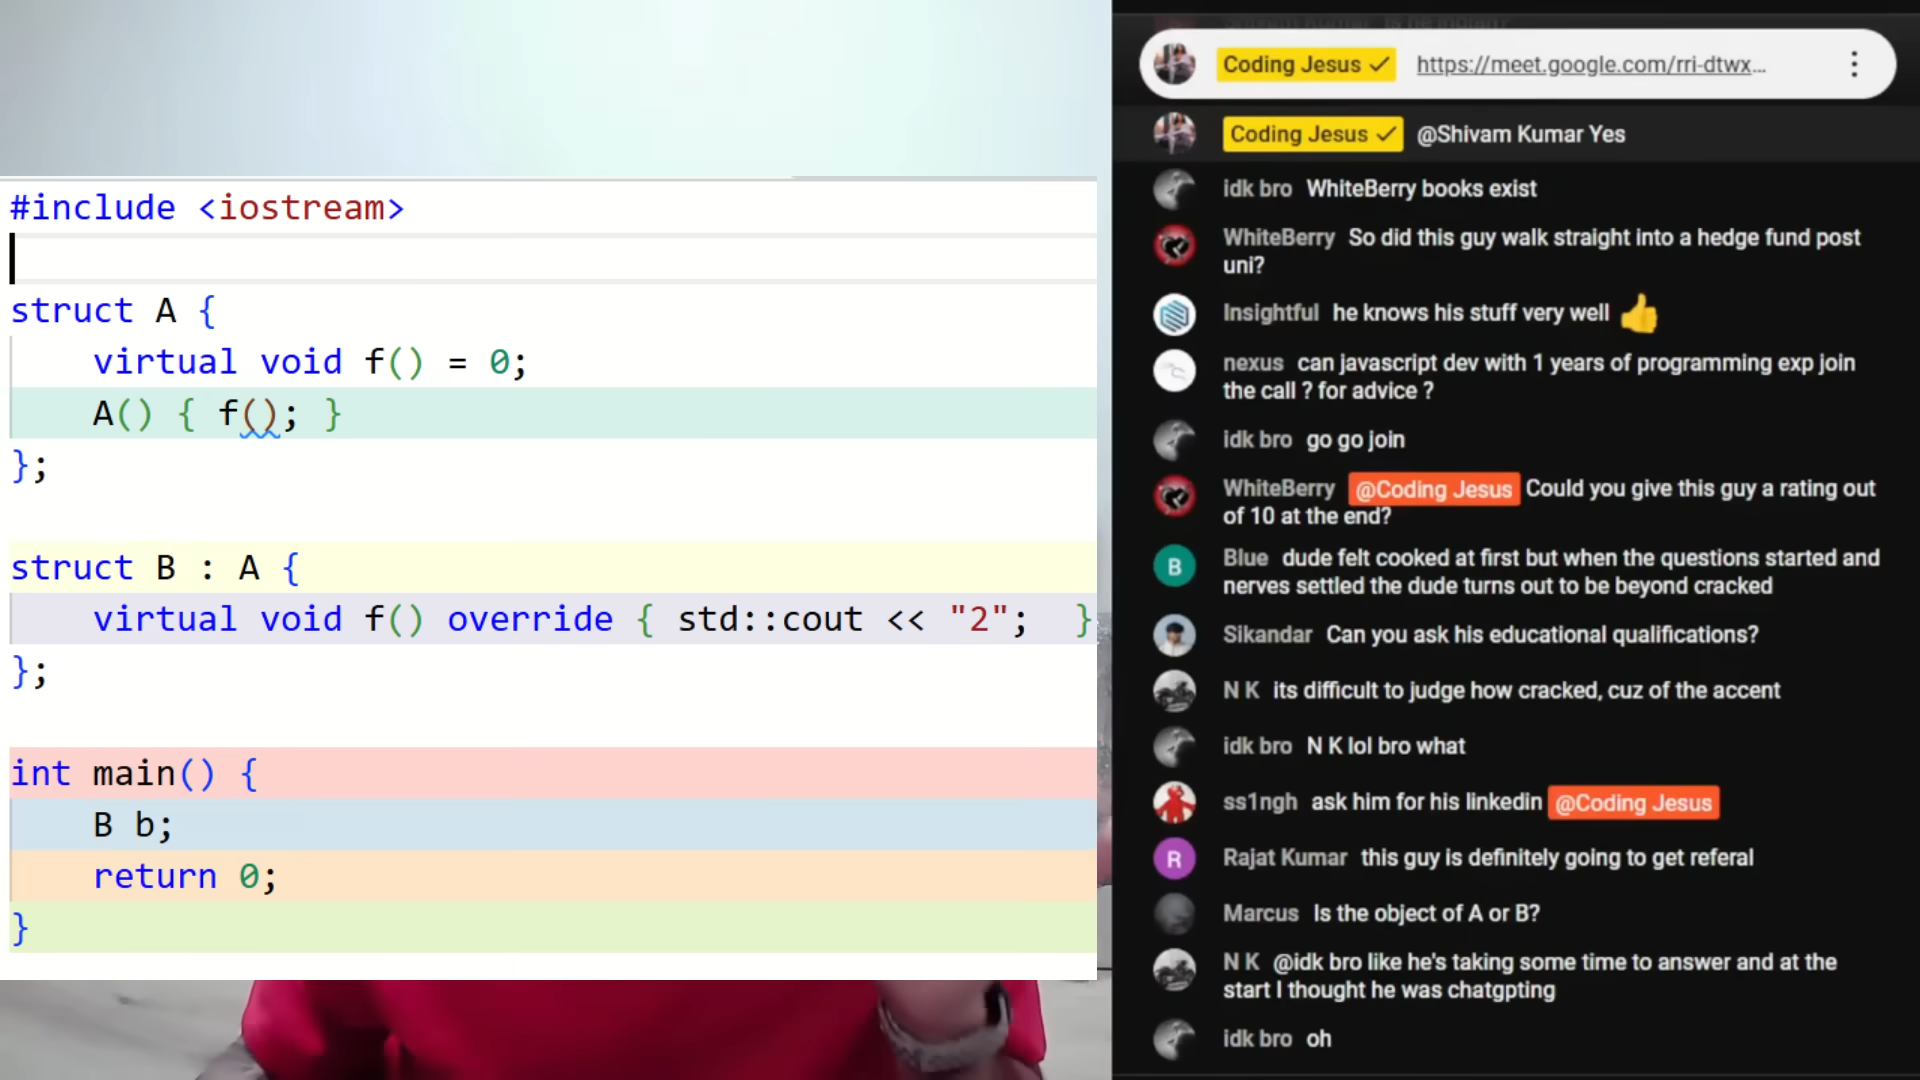 #include <iostream>
struct A {
virtual void f() = 0;
A() { f(); }
};
struct B : A {
virtual void f() override { std::cout << "2"; }
};
int main() {
B b;
return 0;
}
Coding Jesus https://meet.google.com/rri-dtwx...
Coding Jesus @Shivam Kumar Yes
idk bro WhiteBerry books exist
WhiteBerry So did this guy walk straight into a hedge fund post
uni?
Insightful he knows his stuff very well
nexus can javascript dev with 1 years of programming exp join
the call ? for advice ?
idk bro go go join
WhiteBerry @Coding Jesus Could you give this guy a rating out
of 10 at the end?
B
Blue dude felt cooked at first but when the questions started and
nerves settled the dude turns out to be beyond cracked
Sikandar Can you ask his educational qualifications?
N K its difficult to judge how cracked, cuz of the accent
idk bro N K lol bro what
ss1ngh ask him for his linkedin @Coding Jesus
R
Rajat Kumar this guy is definitely going to get referal
Marcus Is the object of A or B?
N K @idk bro like he's taking some time to answer and at the
start I thought he was chatgpting
idk bro oh